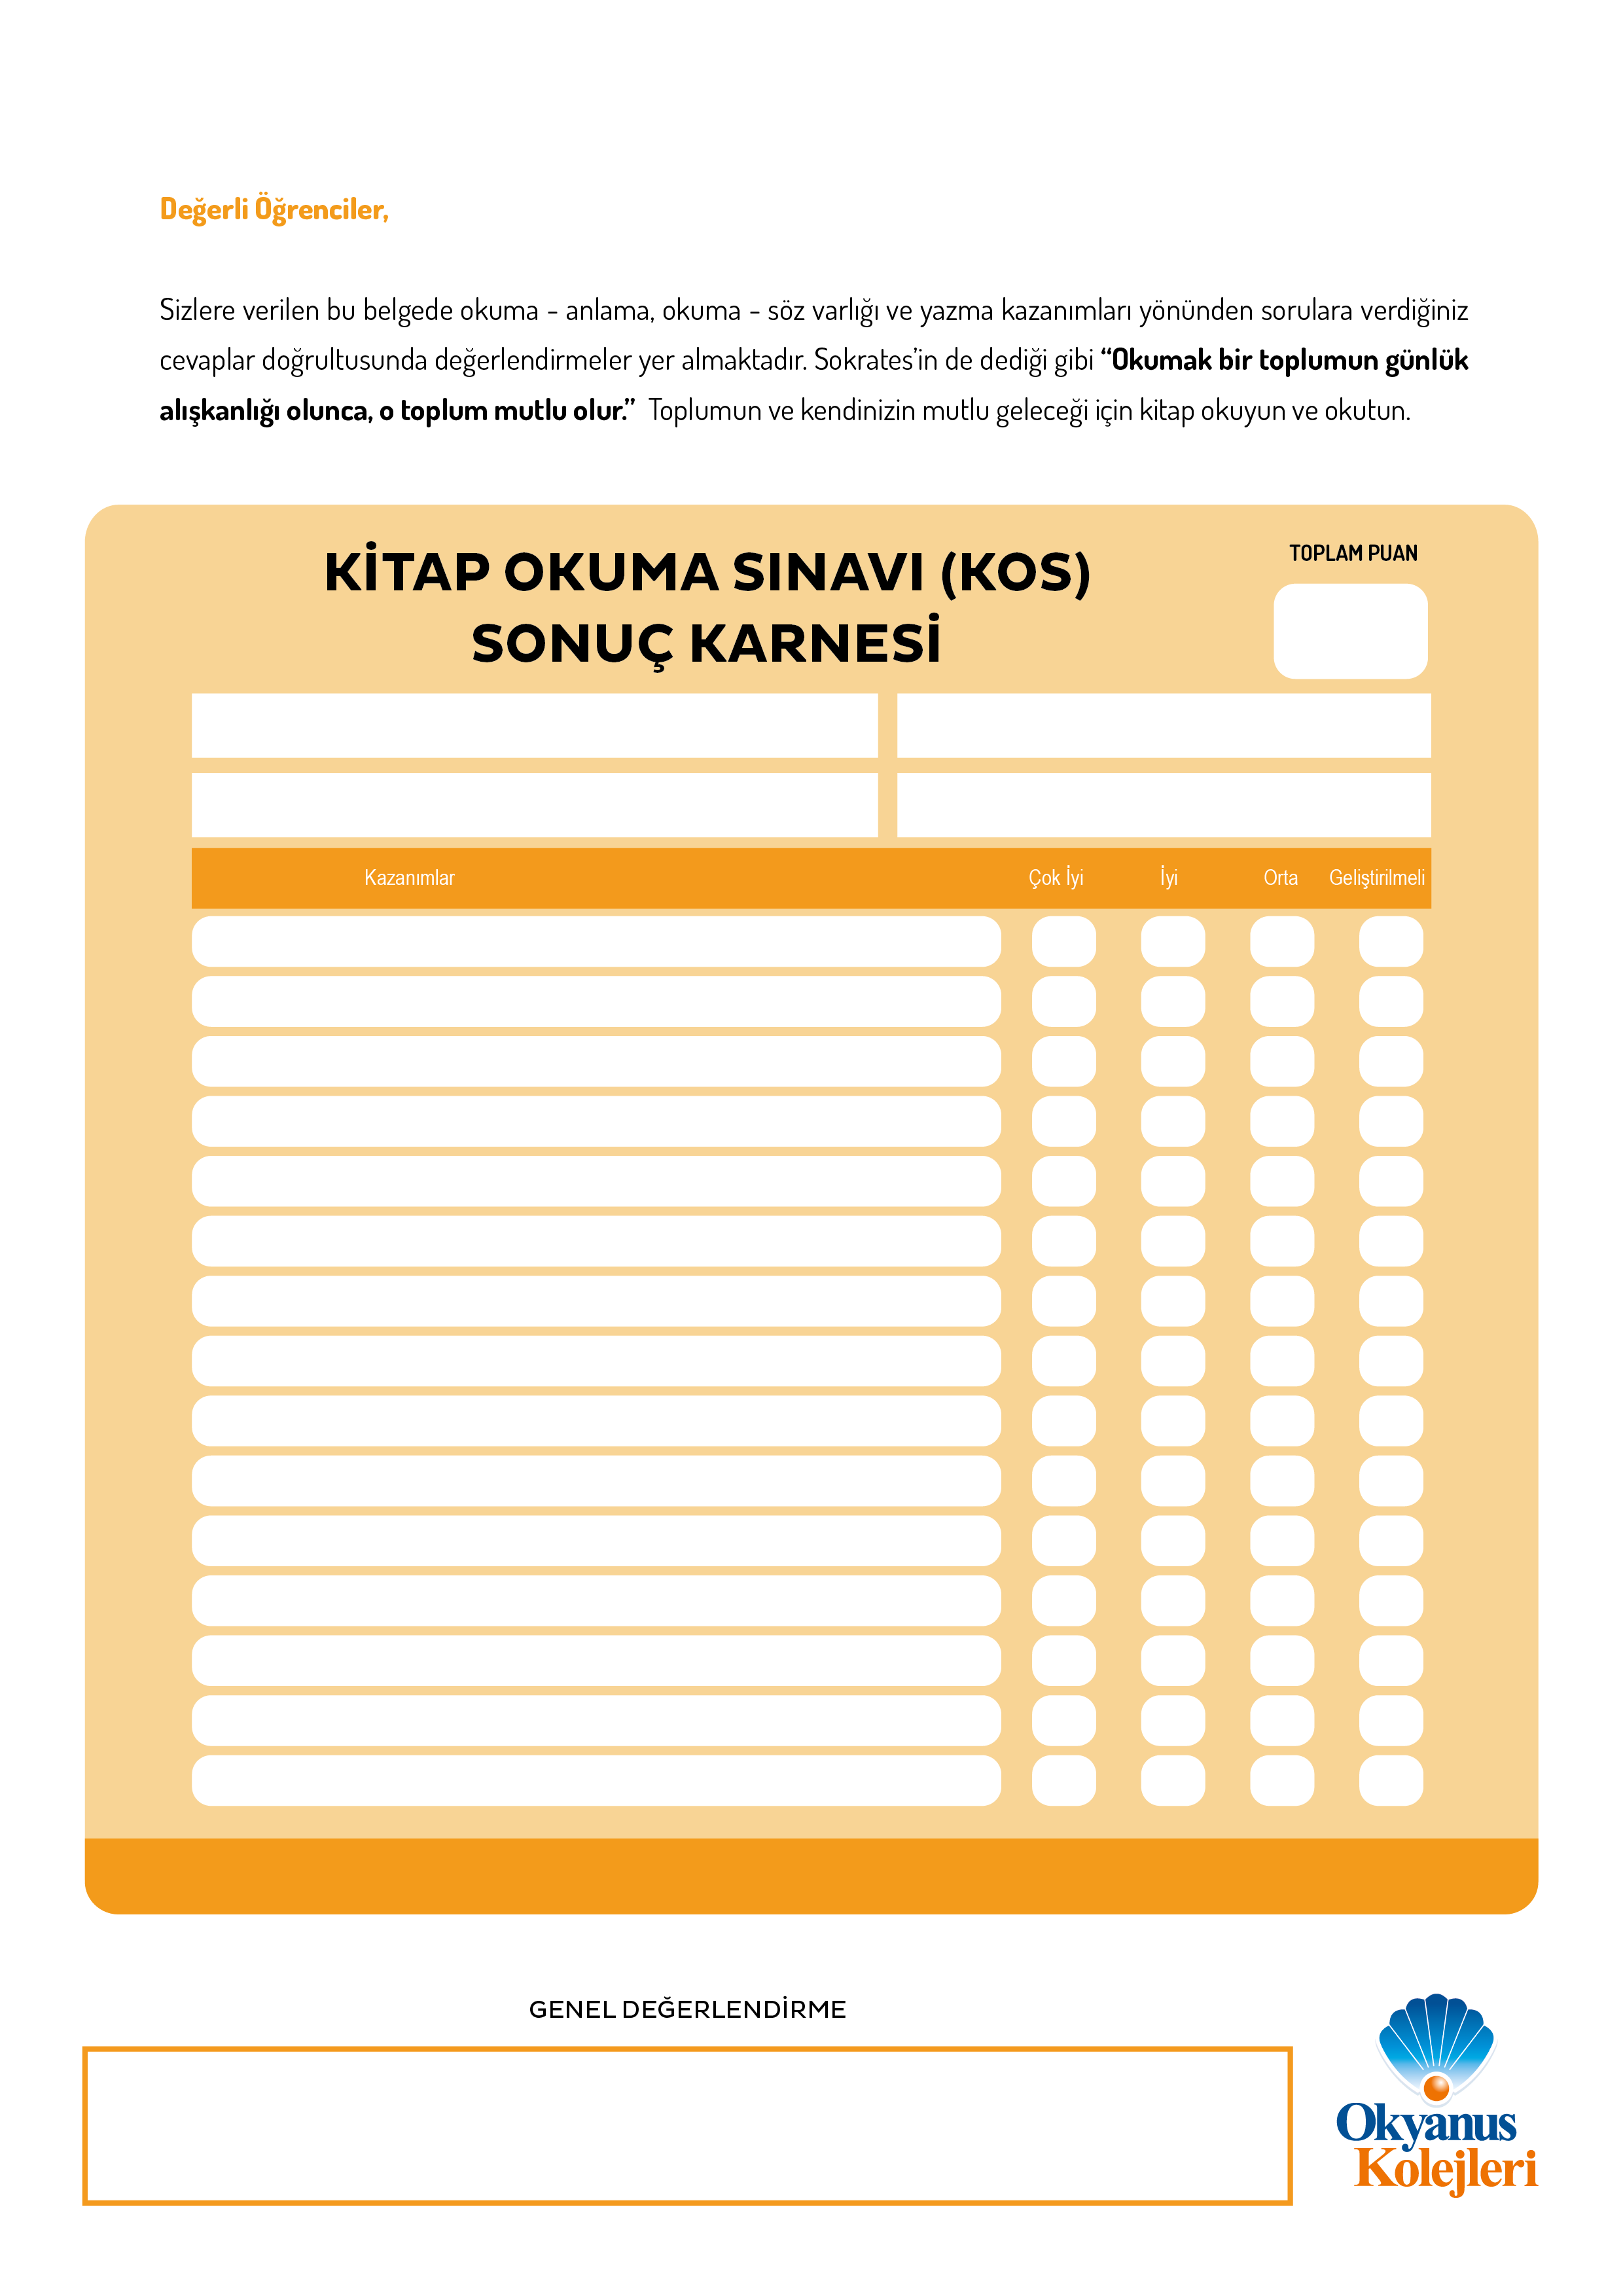 Değerli Öğrenciler,
Sizlere verilen bu belgede okuma - anlama, okuma - söz varlığı ve yazma kazanımları yönünden sorulara verdiğiniz
cevaplar doğrultusunda değerlendirmeler yer almaktadır. Sokrates’in de dediği gibi “Okumak bir toplumun günlük
alışkanlığı olunca, o toplum mutlu olur.” Toplumun ve kendinizin mutlu geleceği için kitap okuyun ve okutun.
KİTAP OKUMA SINAVI (KOS)
SONUÇ KARNESİ
TOPLAM PUAN
Kazanımlar Çok İyi İyi Orta Geliştirilmeli
GENEL DEĞERLENDİRME
Okyanus
Kolejleri